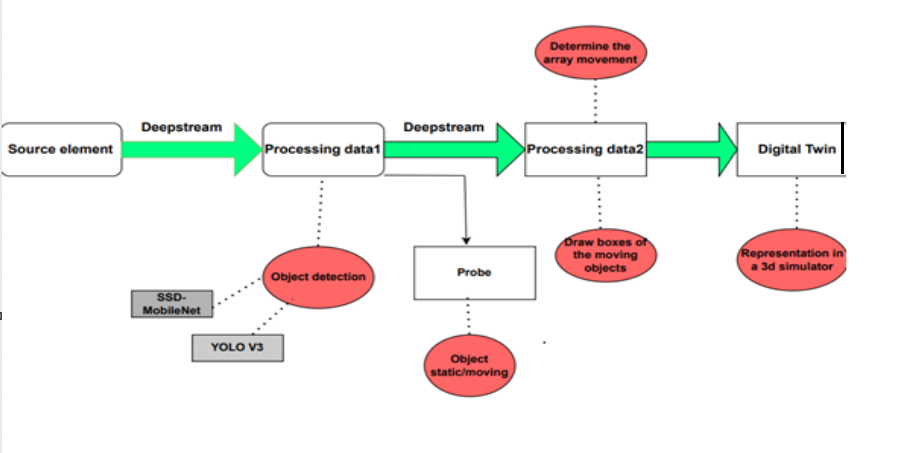 Determine the
array movement
Deepstream
Deepstream
Source element
Processing data1
Processing data2
Digital Twin
Draw boxes of
the moving
objects
Representation in
a 3d simulator
Object detection
Probe
SSD-
MobileNet
YOLO V3
Object
static/moving